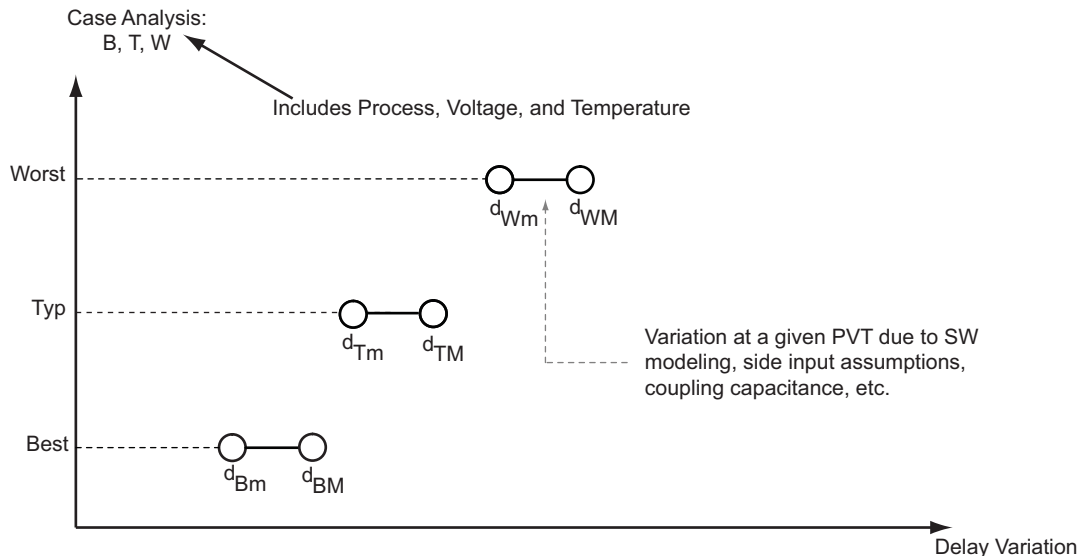 Case Analysis:
B, T, W
Includes Process, Voltage, and Temperature
Worst
dWm
dWM
Typ
dTm
dTM
Variation at a given PVT due to SW
modeling, side input assumptions,
coupling capacitance, etc.
Best
dBm
dBM
Delay Variation